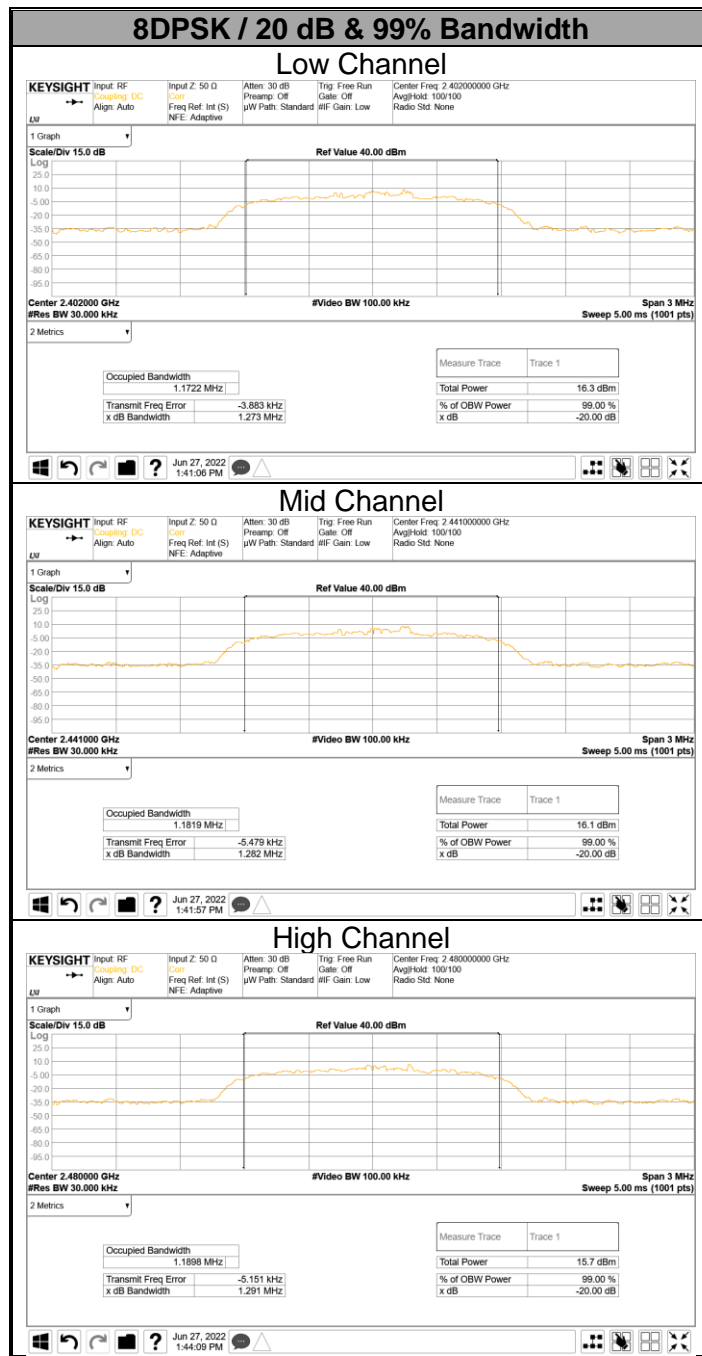 8DPSK / 20 dB & 99% Bandwidth
Low Channel
KEYSIGHT Input: RF Input Z: 50 Ω Atten: 30 dB Trig: Free Run Center Freq: 2.402000000 GHz
Coupling: DC Corr Preamp: Off Gate: Off Avg|Hold: 100/100
Align: Auto Freq Ref: Int (S) µW Path: Standard #IF Gain: Low Radio Std: None
LXI NFE: Adaptive
1 Graph
Scale/Div 15.0 dB Ref Value 40.00 dBm
Log
25.0
10.0
-5.00
-20.0
-35.0
-50.0
-65.0
-80.0
-95.0
Center 2.402000 GHz #Video BW 100.00 kHz Span 3 MHz
#Res BW 30.000 kHz Sweep 5.00 ms (1001 pts)
2 Metrics
Measure Trace Trace 1
Occupied Bandwidth
1.1722 MHz Total Power 16.3 dBm
Transmit Freq Error -3.883 kHz % of OBW Power 99.00 %
x dB Bandwidth 1.273 MHz x dB -20.00 dB
? Jun 27, 2022
1:41:06 PM
Mid Channel
KEYSIGHT Input: RF Input Z: 50 Ω Atten: 30 dB Trig: Free Run Center Freq: 2.441000000 GHz
Coupling: DC Corr Preamp: Off Gate: Off Avg|Hold: 100/100
Align: Auto Freq Ref: Int (S) µW Path: Standard #IF Gain: Low Radio Std: None
LXI NFE: Adaptive
1 Graph
Scale/Div 15.0 dB Ref Value 40.00 dBm
Log
25.0
10.0
-5.00
-20.0
-35.0
-50.0
-65.0
-80.0
-95.0
Center 2.441000 GHz #Video BW 100.00 kHz Span 3 MHz
#Res BW 30.000 kHz Sweep 5.00 ms (1001 pts)
2 Metrics
Measure Trace Trace 1
Occupied Bandwidth
1.1819 MHz Total Power 16.1 dBm
Transmit Freq Error -5.479 kHz % of OBW Power 99.00 %
x dB Bandwidth 1.282 MHz x dB -20.00 dB
? Jun 27, 2022
1:41:57 PM
High Channel
KEYSIGHT Input: RF Input Z: 50 Ω Atten: 30 dB Trig: Free Run Center Freq: 2.480000000 GHz
Coupling: DC Corr Preamp: Off Gate: Off Avg|Hold: 100/100
Align: Auto Freq Ref: Int (S) µW Path: Standard #IF Gain: Low Radio Std: None
LXI NFE: Adaptive
1 Graph
Scale/Div 15.0 dB Ref Value 40.00 dBm
Log
25.0
10.0
-5.00
-20.0
-35.0
-50.0
-65.0
-80.0
-95.0
Center 2.480000 GHz #Video BW 100.00 kHz Span 3 MHz
#Res BW 30.000 kHz Sweep 5.00 ms (1001 pts)
2 Metrics
Measure Trace Trace 1
Occupied Bandwidth
1.1898 MHz Total Power 15.7 dBm
Transmit Freq Error -5.151 kHz % of OBW Power 99.00 %
x dB Bandwidth 1.291 MHz x dB -20.00 dB
? Jun 27, 2022
1:44:09 PM